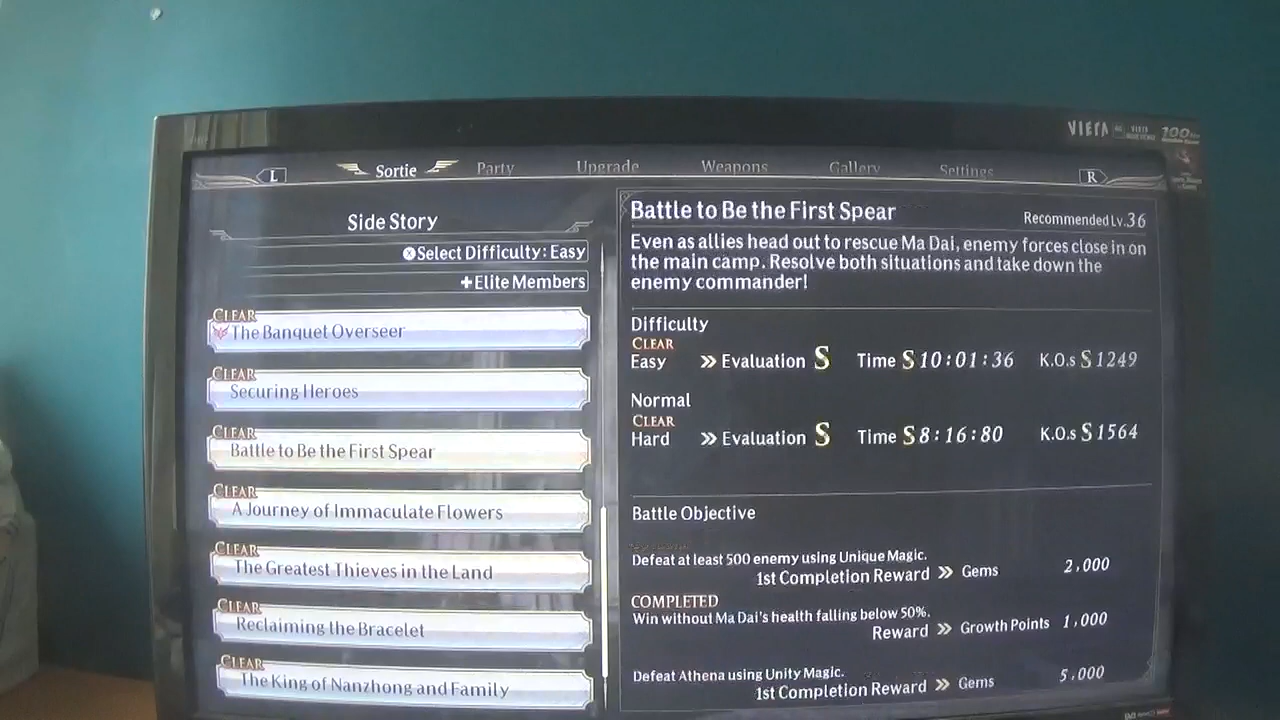 VIERA
100
L
Sortie
Party
Upgrade
Weapons
Gallery
Settings
R
Side Story
Select Difficulty: Easy
+Elite Members
CLEAR
The Banquet Overseer
CLEAR
Securing Heroes
CLEAR
Battle to Be the First Spear
CLEAR
A Journey of Immaculate Flowers
CLEAR
The Greatest Thieves in the Land
CLEAR
Reclaiming the Bracelet
CLEAR
The King of Nanzhong and Family
Battle to Be the First Spear
Recommended Lv.36
Even as allies head out to rescue Ma Dai, enemy forces close in on
the main camp. Resolve both situations and take down the
enemy commander!
Difficulty
CLEAR
Easy >> Evaluation S Time S 10:01:36 K.O.s S 1249
Normal
CLEAR
Hard >> Evaluation S Time S 8:16:80 K.O.s S 1564
Battle Objective
Defeat at least 500 enemy using Unique Magic.
1st Completion Reward >> Gems 2,000
COMPLETED
Win without Ma Dai's health falling below 50%.
Reward >> Growth Points 1,000
Defeat Athena using Unity Magic.
1st Completion Reward >> Gems 5,000